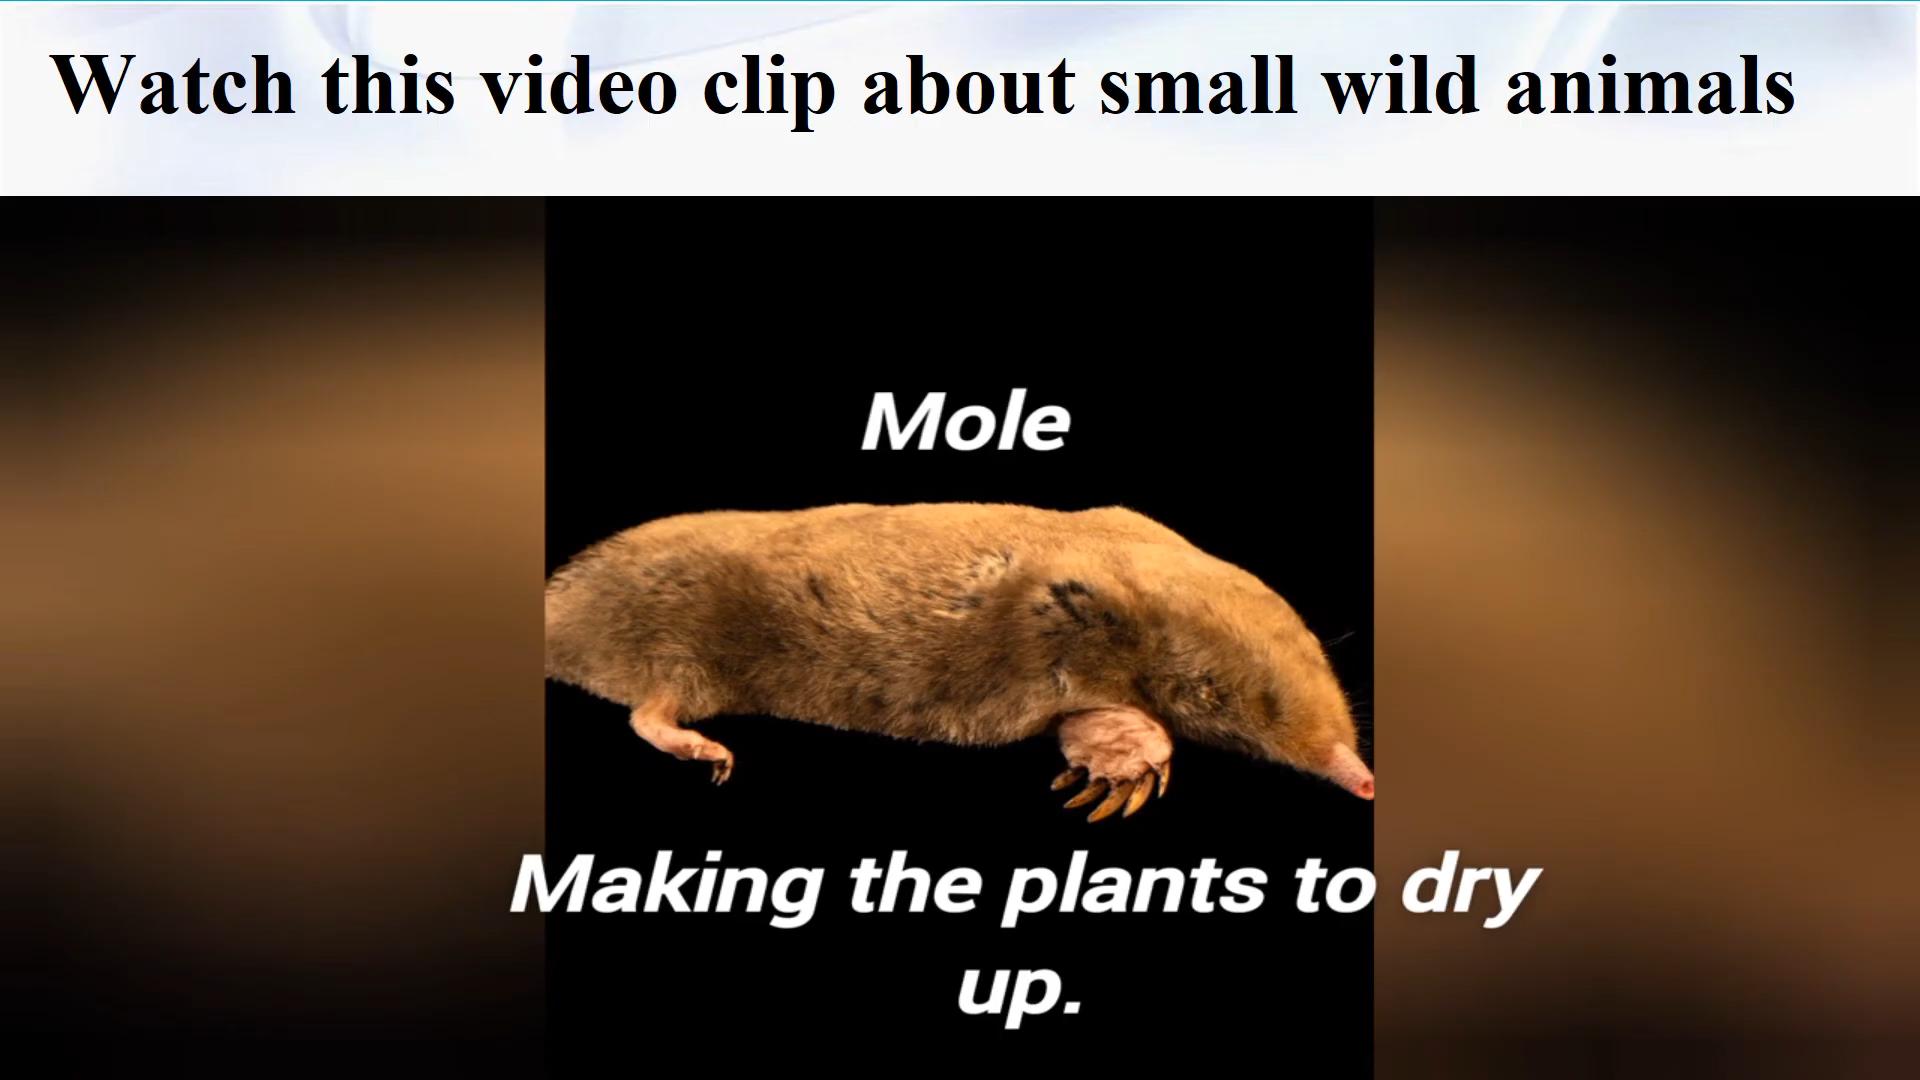 Watch this video clip about small wild animals
Mole
Making the plants to dry
up.